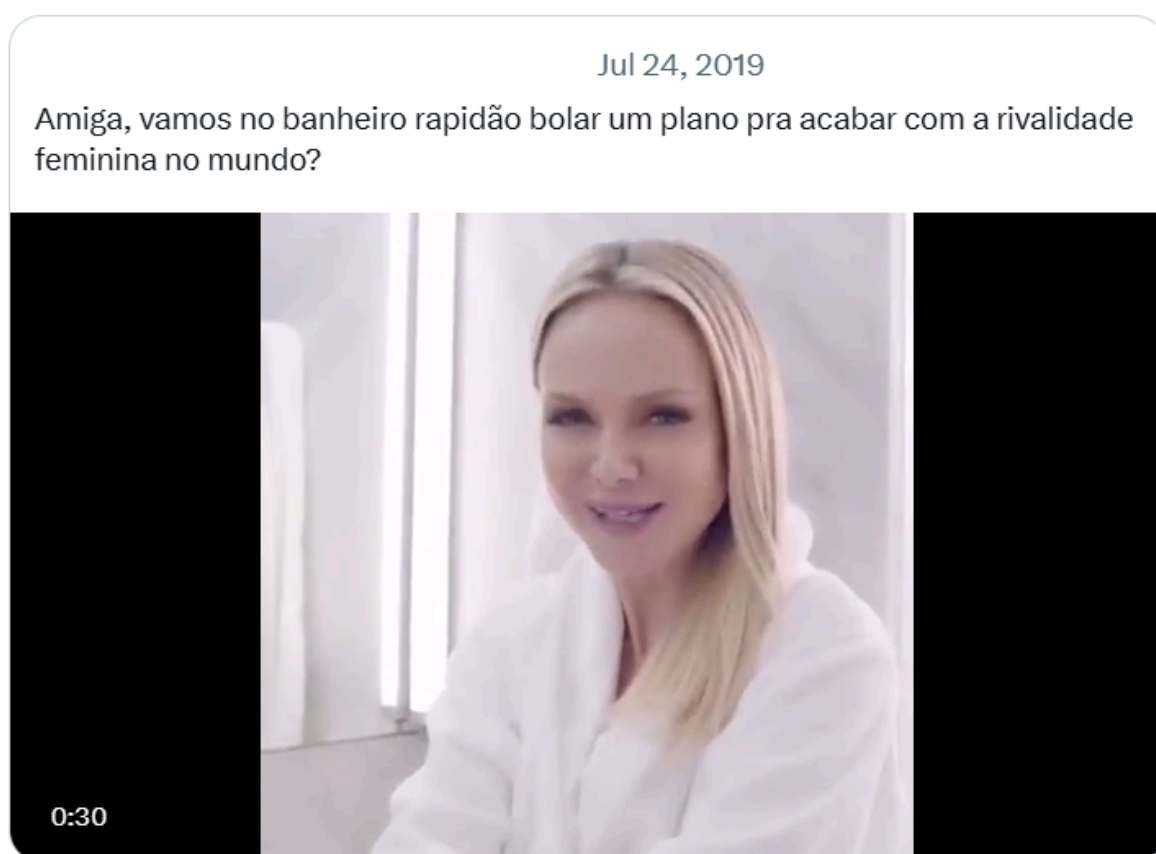 Jul 24, 2019
Amiga, vamos no banheiro rapidão bolar um plano pra acabar com a rivalidade
feminina no mundo?
0:30